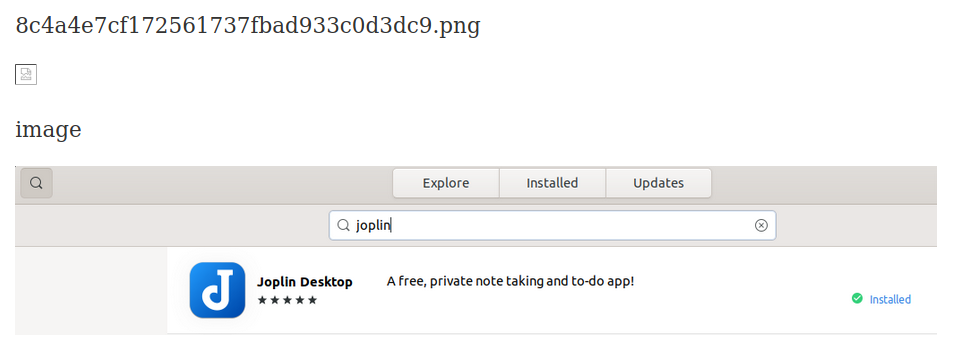 8c4a4e7cf172561737fbad933c0d3dc9.png
image
Explore Installed Updates
joplin
Joplin Desktop A free, private note taking and to-do app!
Installed